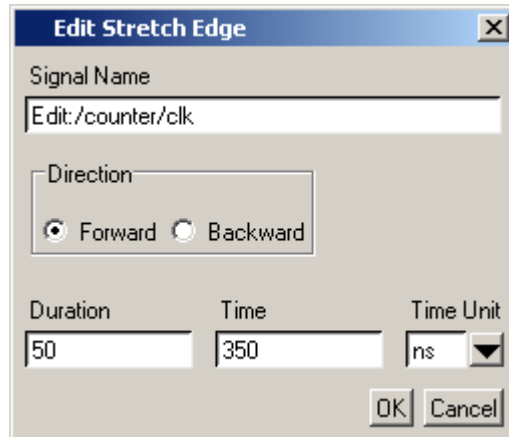 Edit Stretch Edge
Signal Name
Edit:/counter/clk
Direction
Forward Backward
Duration Time Time Unit
50 350 ns
OK Cancel